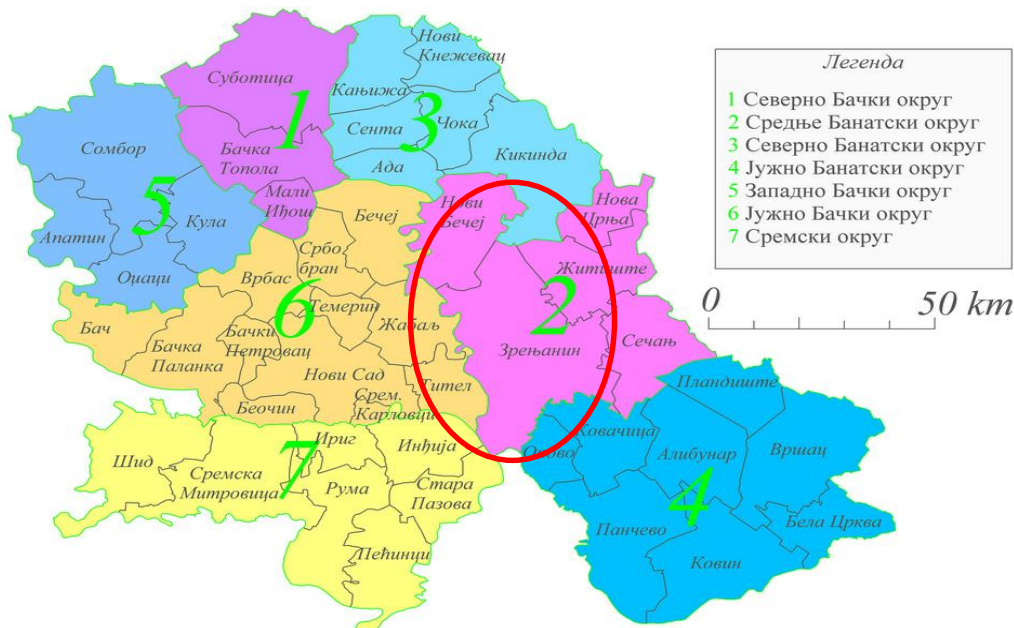 Нови
Кнежевац
Суботица
Кањижа
Сента
Чока
Сомбор
Бачка
Топола
Ада
Кикинда
Мали
Иђош
Нови
Бечеј
Нова
Црња
Бечеј
Апатин
Кула
Србо
бран
Оџаци
Врбас
Житиште
Темерин
Бач
Бачки
Петровац
Жабаљ
Бачка
Паланка
Зрењанин
Сечањ
Нови Сад
Тител
Беочин
Срем.
Карловци
Пландиште
Ковачица
Опово
Алибунар
Вршац
Шид
Ириг
Инђија
Сремска
Митровица
Рума
Стара
Пазова
Панчево
Бела Црква
Пећинци
Ковин
1
2
3
4
5
6
7
Легенда
1 Северно Бачки округ
2 Средње Банатски округ
3 Северно Банатски округ
4 Јужно Банатски округ
5 Западно Бачки округ
6 Јужно Бачки округ
7 Сремски округ
0 50 km